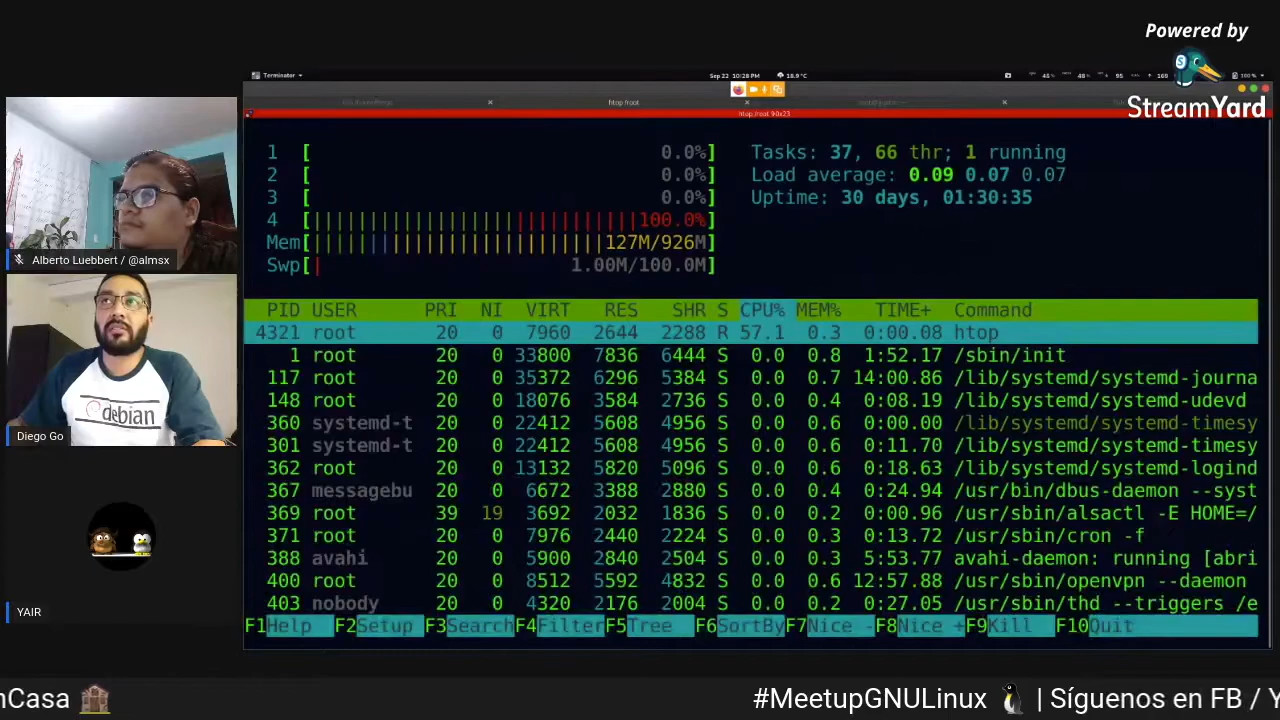 Powered by
StreamYard
Terminator
Sep 22 10:28 PM
18.9 °C
htop /root
htop /root 90x23
1 [ 0.0%]
2 [ 0.0%]
3 [ 0.0%]
4 [||||||||||||||||||||||||||||100.0%]
Mem[|||||||||||||||||||||||||127M/926M]
Swp[| 1.00M/100.0M]
Tasks: 37, 66 thr; 1 running
Load average: 0.09 0.07 0.07
Uptime: 30 days, 01:30:35
PID USER PRI NI VIRT RES SHR S CPU% MEM% TIME+ Command
4321 root 20 0 7960 2644 2288 R 57.1 0.3 0:00.08 htop
1 root 20 0 33800 7836 6444 S 0.0 0.8 1:52.17 /sbin/init
117 root 20 0 35372 6296 5384 S 0.0 0.7 14:00.86 /lib/systemd/systemd-journa
148 root 20 0 18076 3584 2736 S 0.0 0.4 0:08.19 /lib/systemd/systemd-udevd
360 systemd-t 20 0 22412 5608 4956 S 0.0 0.6 0:00.00 /lib/systemd/systemd-timesy
301 systemd-t 20 0 22412 5608 4956 S 0.0 0.6 0:11.70 /lib/systemd/systemd-timesy
362 root 20 0 13132 5820 5096 S 0.0 0.6 0:18.63 /lib/systemd/systemd-logind
367 messagebu 20 0 6672 3388 2880 S 0.0 0.4 0:24.94 /usr/bin/dbus-daemon --syst
369 root 39 19 3692 2032 1836 S 0.0 0.2 0:00.96 /usr/sbin/alsactl -E HOME=/
371 root 20 0 7976 2440 2224 S 0.0 0.3 0:13.72 /usr/sbin/cron -f
388 avahi 20 0 5900 2840 2504 S 0.0 0.3 5:53.77 avahi-daemon: running [abri
400 root 20 0 8512 5592 4832 S 0.0 0.6 12:57.88 /usr/sbin/openvpn --daemon
403 nobody 20 0 4320 2176 2004 S 0.0 0.2 0:27.05 /usr/sbin/thd --triggers /e
F1Help F2Setup F3Search F4Filter F5Tree F6SortBy F7Nice - F8Nice + F9Kill F10Quit
Alberto Luebbert / @almsx
debian
Diego Go
YAIR
nCasa 
#MeetupGNULinux | Síguenos en FB / Y